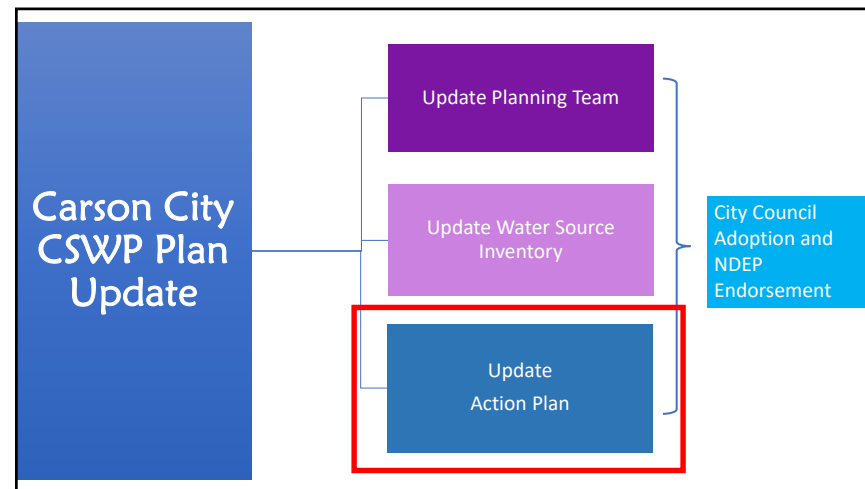 Carson City
CSWP Plan
Update
Update Planning Team
Update Water Source
Inventory
Update
Action Plan
City Council
Adoption and
NDEP
Endorsement